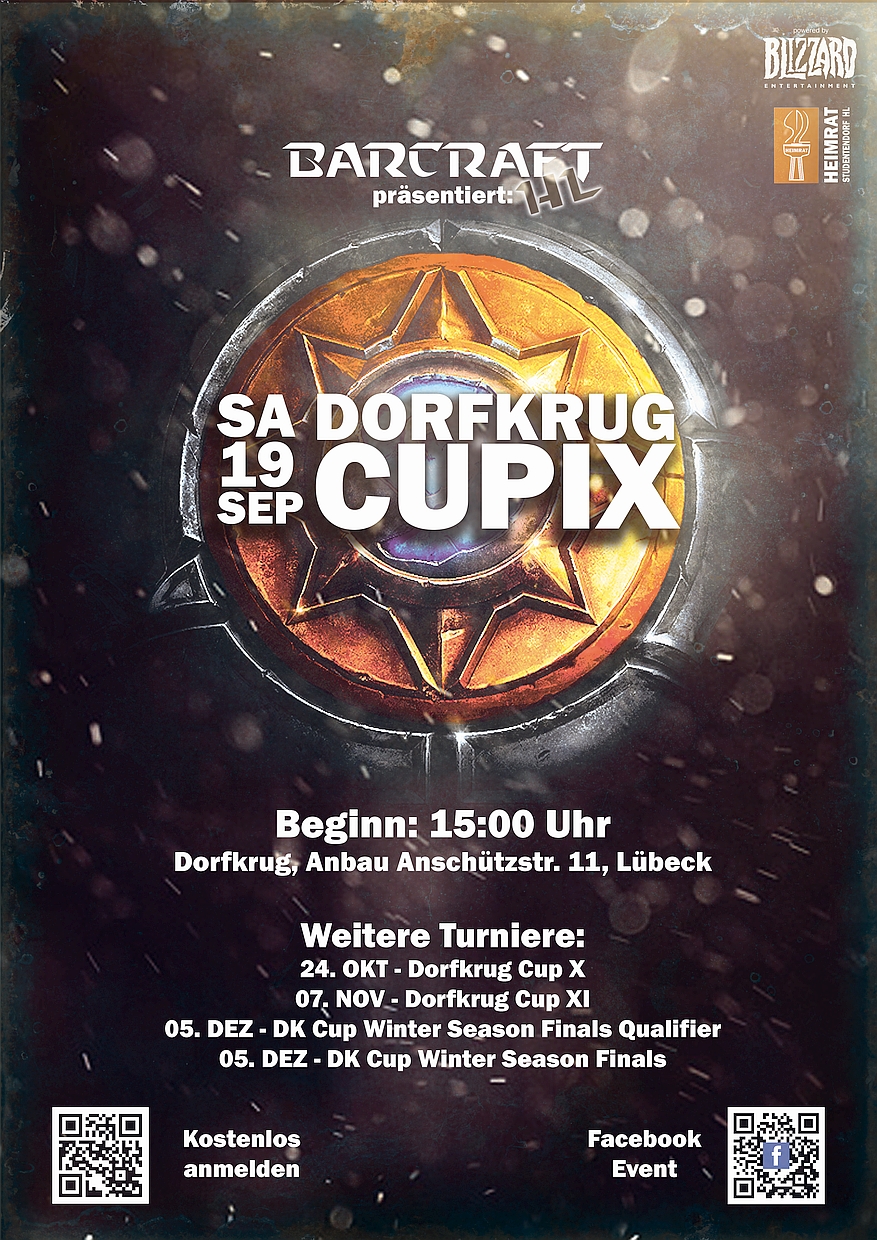 powered by
BLIZZARD
ENTERTAINMENT
HEIMRAT
HEIMRAT
STUDENTENDORF HL
BARCRAFT
HL
präsentiert:
SA DORFKRUG
19 CUP IX
SEP
Beginn: 15:00 Uhr
Dorfkrug, Anbau Anschützstr. 11, Lübeck
Weitere Turniere:
24. OKT - Dorfkrug Cup X
07. NOV - Dorfkrug Cup XI
05. DEZ - DK Cup Winter Season Finals Qualifier
05. DEZ - DK Cup Winter Season Finals
Kostenlos
anmelden
Facebook
Event
f